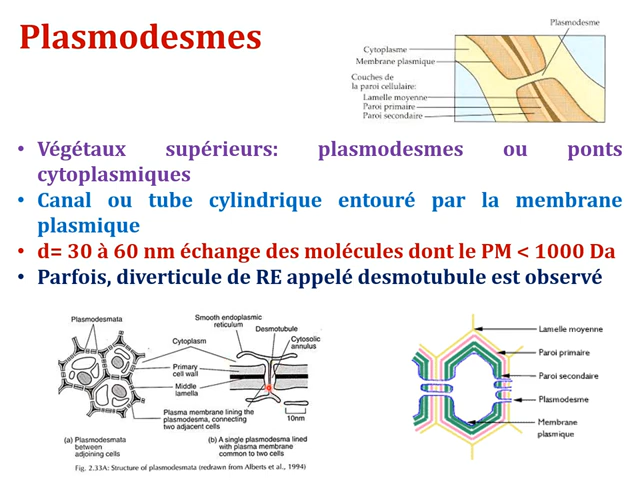 Plasmodesmes
Plasmodesme
Cytoplasme
Membrane plasmique
Couches de
la paroi cellulaire:
Lamelle moyenne
Paroi primaire
Paroi secondaire
• Végétaux supérieurs: plasmodesmes ou ponts
cytoplasmiques
• Canal ou tube cylindrique entouré par la membrane
plasmique
• d= 30 à 60 nm échange des molécules dont le PM < 1000 Da
• Parfois, diverticule de RE appelé desmotubule est observé
Plasmodesmata
Smooth endoplasmic
reticulum
Desmotubule
Cytoplasm
Cytosolic
annulus
Primary
cell wall
Middle
lamella
Plasma membrane lining the
plasmodesma, connecting
two adjacent cells
10nm
(a) Plasmodesmata
between
adjoining cells
(b) A single plasmodesma lined
with plasma membrane
common to two cells
Fig. 2.33A: Structure of plasmodesmata (redrawn from Alberts et al., 1994)
Lamelle moyenne
Paroi primaire
Paroi secondaire
Plasmodesme
Membrane
plasmique